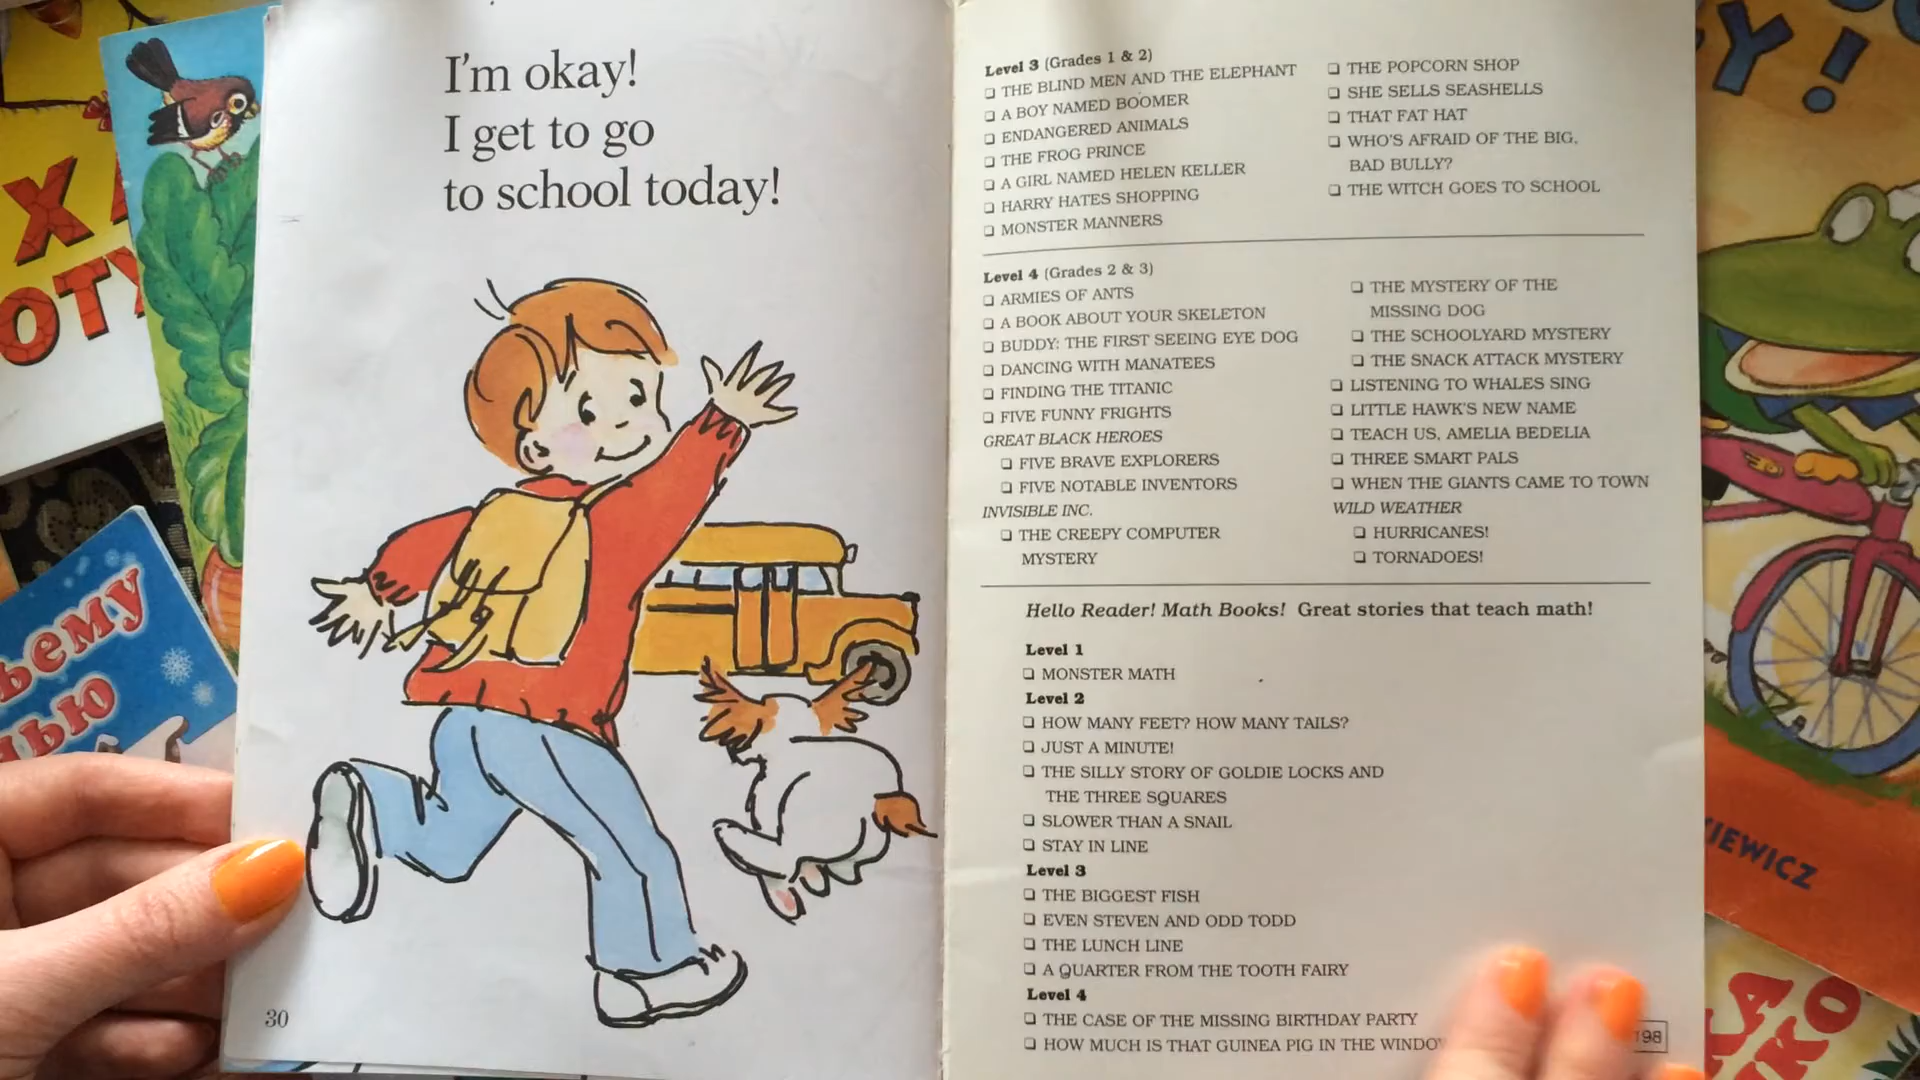 I'm okay!
I get to go
to school today!
30
Level 3 (Grades 1 & 2)
THE BLIND MEN AND THE ELEPHANT
A BOY NAMED BOOMER
ENDANGERED ANIMALS
THE FROG PRINCE
A GIRL NAMED HELEN KELLER
HARRY HATES SHOPPING
MONSTER MANNERS
THE POPCORN SHOP
SHE SELLS SEASHELLS
THAT FAT HAT
WHO'S AFRAID OF THE BIG,
BAD BULLY?
THE WITCH GOES TO SCHOOL
Level 4 (Grades 2 & 3)
ARMIES OF ANTS
A BOOK ABOUT YOUR SKELETON
BUDDY: THE FIRST SEEING EYE DOG
DANCING WITH MANATEES
FINDING THE TITANIC
FIVE FUNNY FRIGHTS
GREAT BLACK HEROES
FIVE BRAVE EXPLORERS
FIVE NOTABLE INVENTORS
INVISIBLE INC.
THE CREEPY COMPUTER
MYSTERY
THE MYSTERY OF THE
MISSING DOG
THE SCHOOLYARD MYSTERY
THE SNACK ATTACK MYSTERY
LISTENING TO WHALES SING
LITTLE HAWK'S NEW NAME
TEACH US, AMELIA BEDELIA
THREE SMART PALS
WHEN THE GIANTS CAME TO TOWN
WILD WEATHER
HURRICANES!
TORNADOES!
Hello Reader! Math Books! Great stories that teach math!
Level 1
MONSTER MATH
Level 2
HOW MANY FEET? HOW MANY TAILS?
JUST A MINUTE!
THE SILLY STORY OF GOLDIE LOCKS AND
THE THREE SQUARES
SLOWER THAN A SNAIL
STAY IN LINE
Level 3
THE BIGGEST FISH
EVEN STEVEN AND ODD TODD
THE LUNCH LINE
A QUARTER FROM THE TOOTH FAIRY
Level 4
THE CASE OF THE MISSING BIRTHDAY PARTY
HOW MUCH IS THAT GUINEA PIG IN THE
198